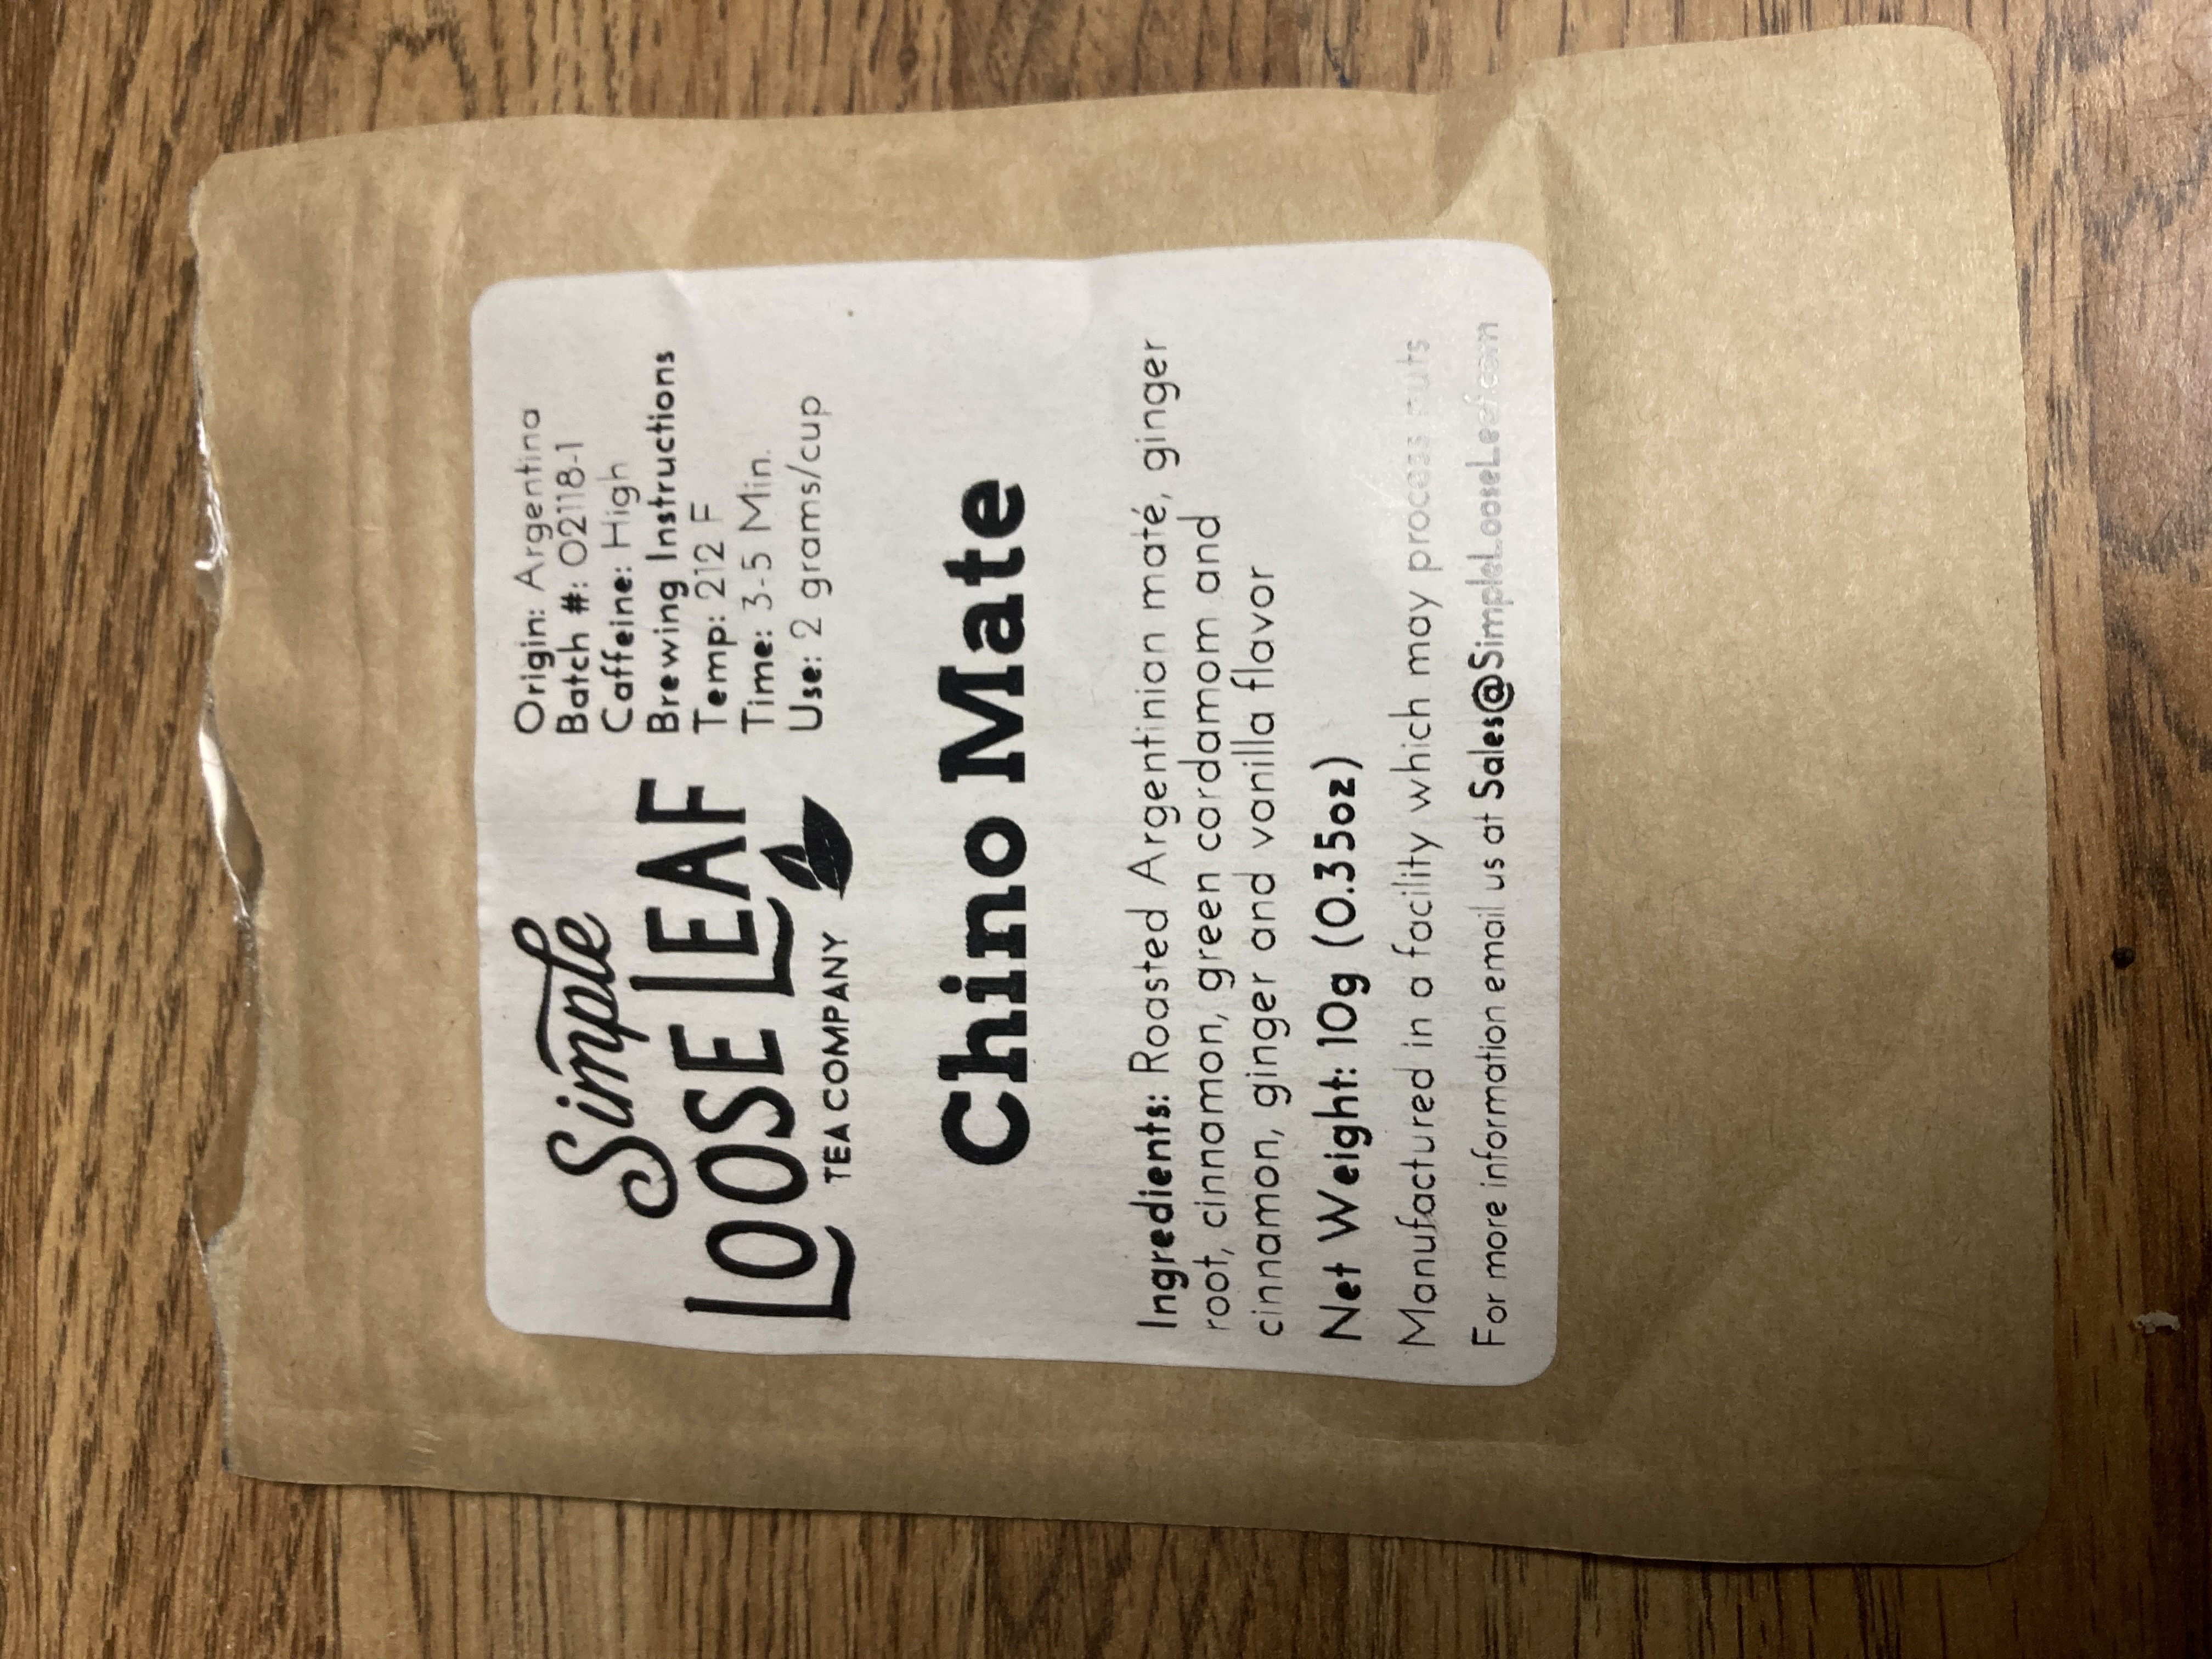 Simple
LOOSE LEAF
TEA COMPANY
Origin: Argentina
Batch #: 02118-1
Caffeine: High
Brewing Instructions
Temp: 212 F
Time: 3-5 Min.
Use: 2 grams/cup
Chino Mate
Ingredients: Roasted Argentinian maté, ginger
root, cinnamon, green cardamom and
cinnamon, ginger and vanilla flavor
Net Weight: 10g (0.35oz)
Manufactured in a facility which may process nuts
For more information email us at Sales@SimpleLooseLeaf.com